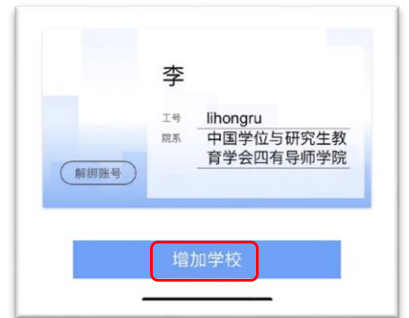 李
工号 lihongru
院系 中国学位与研究生教
育学会四有导师学院
解绑账号
增加学校